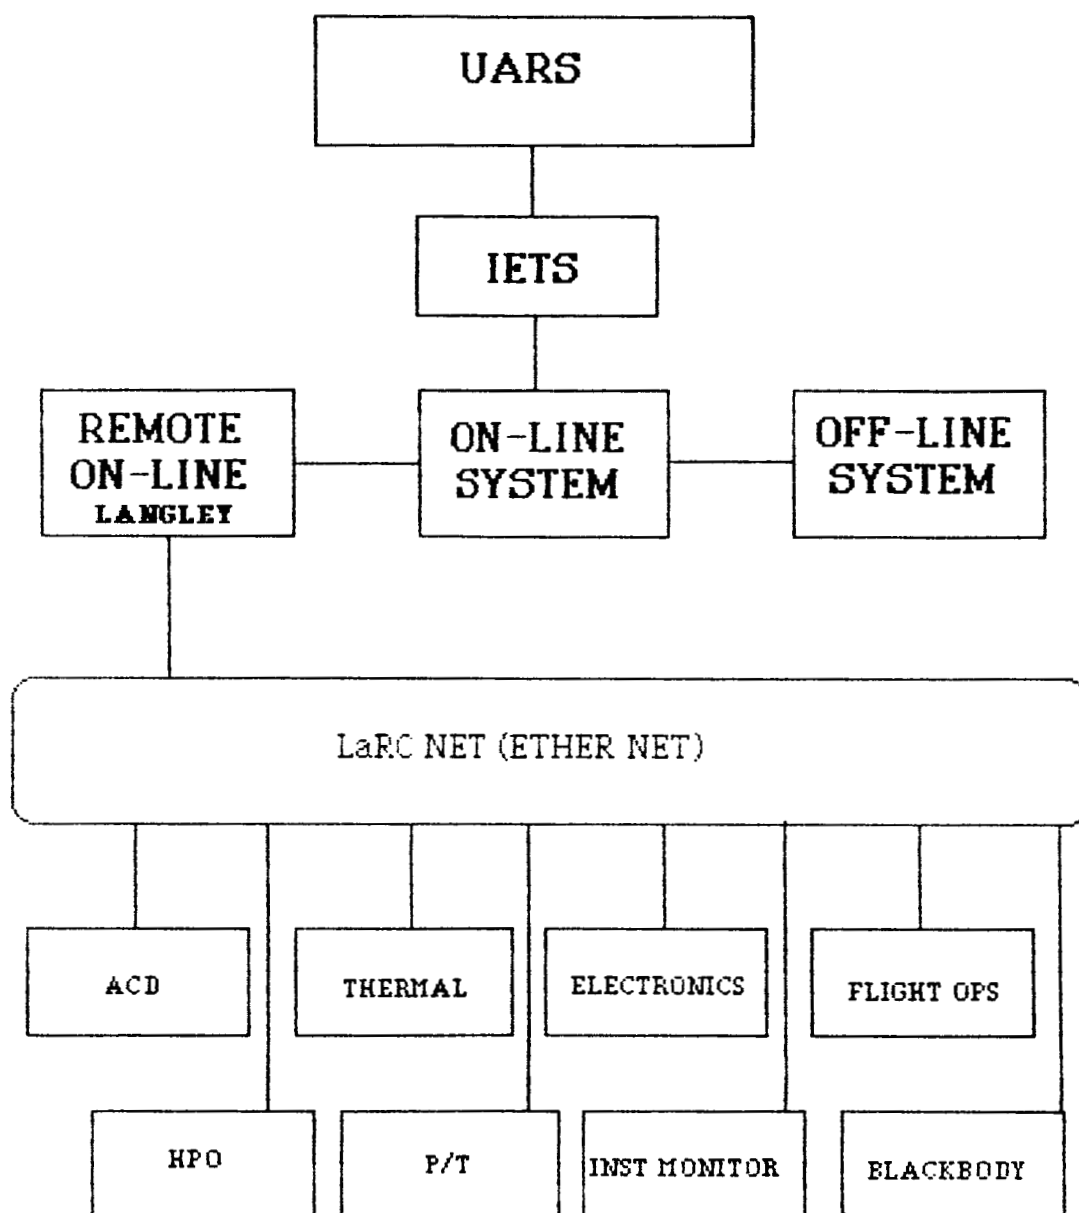 UARS
IETS
REMOTE
ON-LINE
LANGLEY
ON-LINE
SYSTEM
OFF-LINE
SYSTEM
LaRC NET (ETHER NET)
ACD
THERMAL
ELECTRONICS
FLIGHT OPS
HPO
P/T
INST MONITOR
BLACKBODY